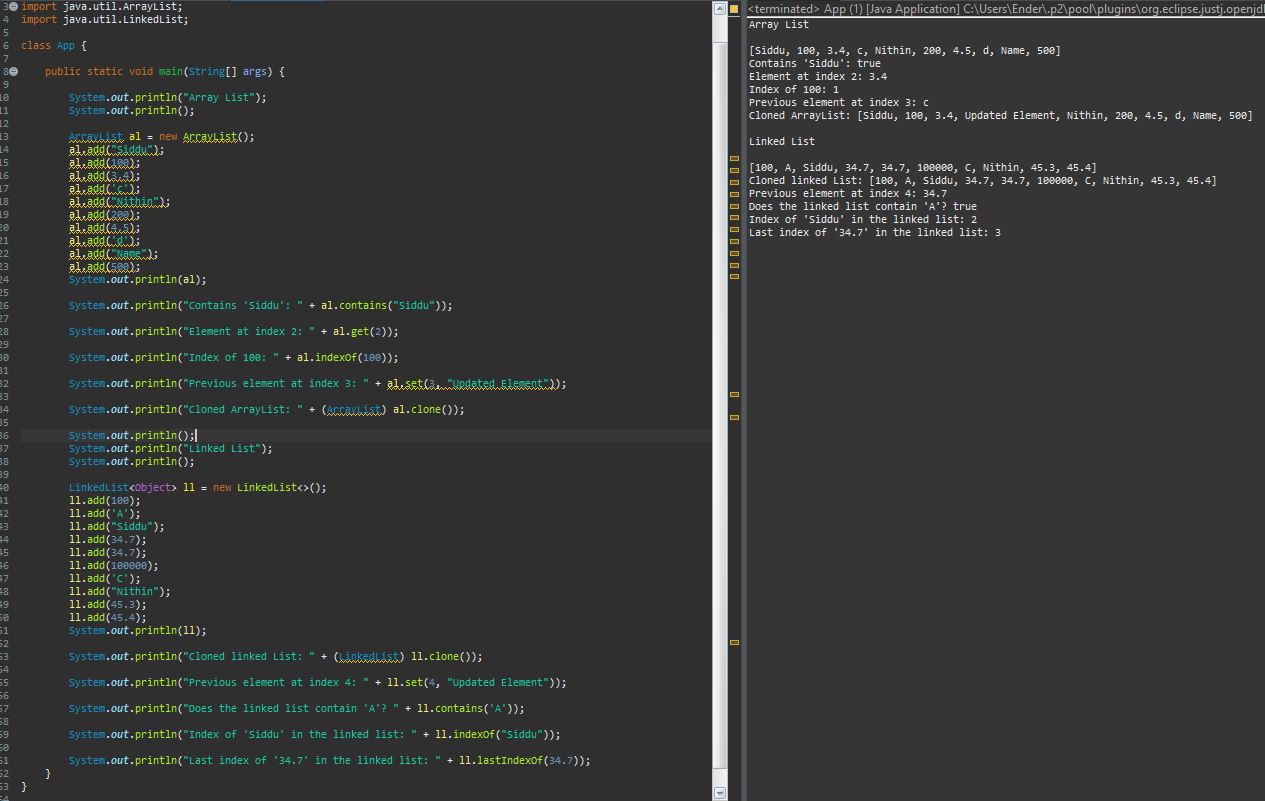 3 import java.util.ArrayList;
4 import java.util.LinkedList;
5
6 class App {
7
8 public static void main(String[] args) {
9
10 System.out.println("Array List");
11 System.out.println();
12
13 ArrayList al = new ArrayList();
14 al.add("Siddu");
15 al.add(100);
16 al.add(3.4);
17 al.add('c');
18 al.add("Nithin");
19 al.add(200);
20 al.add(4.5);
21 al.add('d');
22 al.add("Name");
23 al.add(500);
24 System.out.println(al);
25
26 System.out.println("Contains 'Siddu': " + al.contains("Siddu"));
27
28 System.out.println("Element at index 2: " + al.get(2));
29
30 System.out.println("Index of 100: " + al.indexOf(100));
31
32 System.out.println("Previous element at index 3: " + al.set(3, "Updated Element"));
33
34 System.out.println("Cloned ArrayList: " + (ArrayList) al.clone());
35
36 System.out.println();
37 System.out.println("Linked List");
38 System.out.println();
39
40 LinkedList<Object> ll = new LinkedList<>();
41 ll.add(100);
42 ll.add('A');
43 ll.add("Siddu");
44 ll.add(34.7);
45 ll.add(34.7);
46 ll.add(100000);
47 ll.add('C');
48 ll.add("Nithin");
49 ll.add(45.3);
50 ll.add(45.4);
51 System.out.println(ll);
52
53 System.out.println("Cloned linked List: " + (LinkedList) ll.clone());
54
55 System.out.println("Previous element at index 4: " + ll.set(4, "Updated Element"));
56
57 System.out.println("Does the linked list contain 'A'? " + ll.contains('A'));
58
59 System.out.println("Index of 'Siddu' in the linked list: " + ll.indexOf("Siddu"));
60
61 System.out.println("Last index of '34.7' in the linked list: " + ll.lastIndexOf(34.7));
62 }
63 }
<terminated> App (1) [Java Application] C:\Users\Ender\.p2\pool\plugins\org.eclipse.justj.openjd
Array List
[Siddu, 100, 3.4, c, Nithin, 200, 4.5, d, Name, 500]
Contains 'Siddu': true
Element at index 2: 3.4
Index of 100: 1
Previous element at index 3: c
Cloned ArrayList: [Siddu, 100, 3.4, Updated Element, Nithin, 200, 4.5, d, Name, 500]
Linked List
[100, A, Siddu, 34.7, 34.7, 100000, C, Nithin, 45.3, 45.4]
Cloned linked List: [100, A, Siddu, 34.7, 34.7, 100000, C, Nithin, 45.3, 45.4]
Previous element at index 4: 34.7
Does the linked list contain 'A'? true
Index of 'Siddu' in the linked list: 2
Last index of '34.7' in the linked list: 3